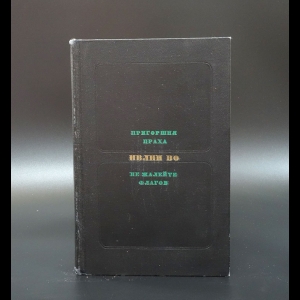 ПРИГОРШНЯ
ПРАХА
ИВЛИН ВО
НЕ ЖАЛЕЙТЕ
ФЛАГОВ